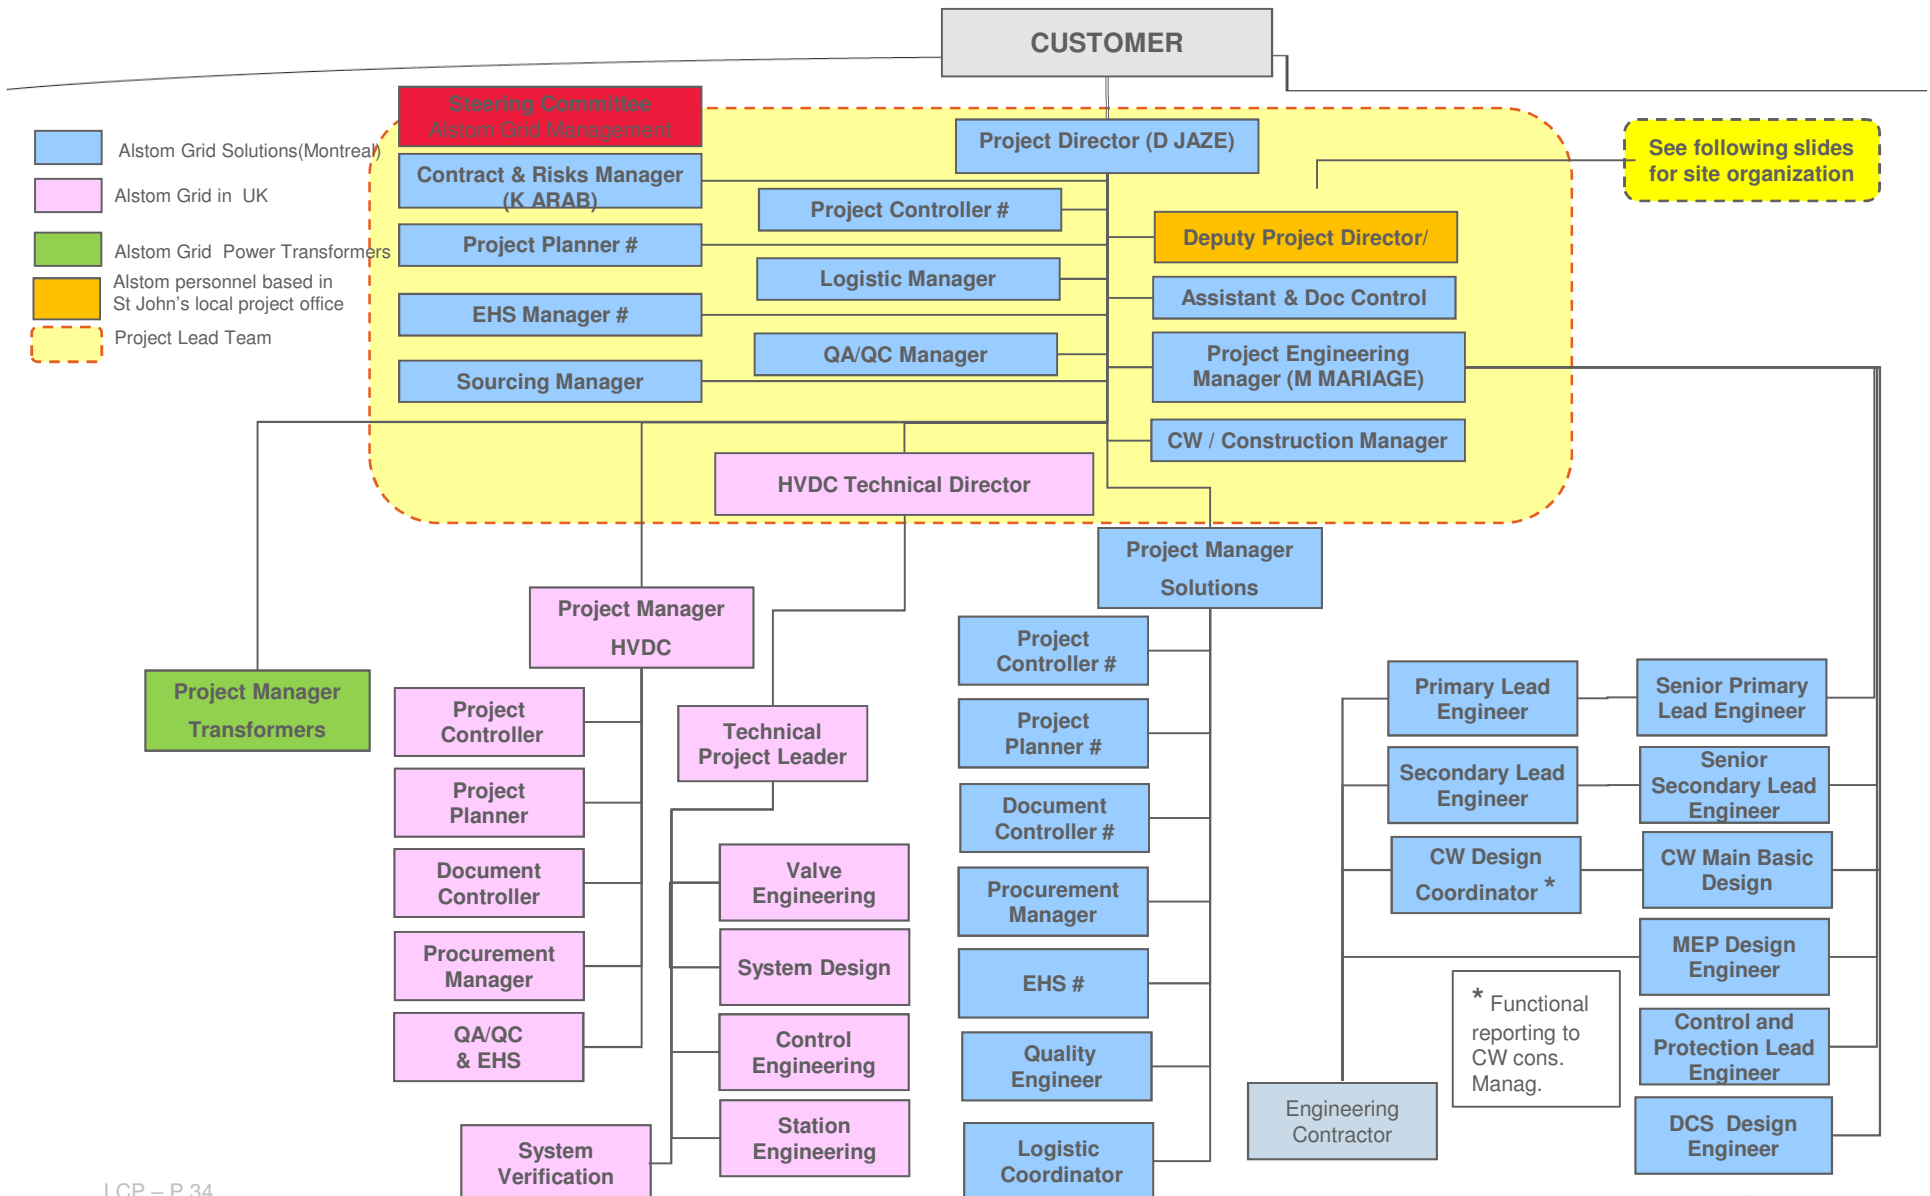 CUSTOMER
Steering Committee
Alstom Grid Management
Alstom Grid Solutions(Montreal)
Alstom Grid in UK
Alstom Grid Power Transformers
Alstom personnel based in
St John's local project office
Project Lead Team
Project Director (D JAZE)
See following slides
for site organization
Contract & Risks Manager
(K ARAB)
Project Controller #
Project Planner #
Deputy Project Director/
Logistic Manager
Assistant & Doc Control
EHS Manager #
QA/QC Manager
Project Engineering
Manager (M MARIAGE)
Sourcing Manager
CW / Construction Manager
HVDC Technical Director
Project Manager
Solutions
Project Manager
HVDC
Project Manager
Transformers
Project
Controller
Project
Planner
Document
Controller
Procurement
Manager
QA/QC
& EHS
Technical
Project Leader
Valve
Engineering
System Design
Control
Engineering
Station
Engineering
System
Verification
Project
Controller #
Project
Planner #
Document
Controller #
Procurement
Manager
EHS #
Quality
Engineer
Logistic
Coordinator
Primary Lead
Engineer
Senior Primary
Lead Engineer
Secondary Lead
Engineer
Senior
Secondary Lead
Engineer
CW Design
Coordinator *
CW Main Basic
Design
MEP Design
Engineer
* Functional
reporting to
CW cons.
Manag.
Control and
Protection Lead
Engineer
Engineering
Contractor
DCS Design
Engineer
LCP – P 34